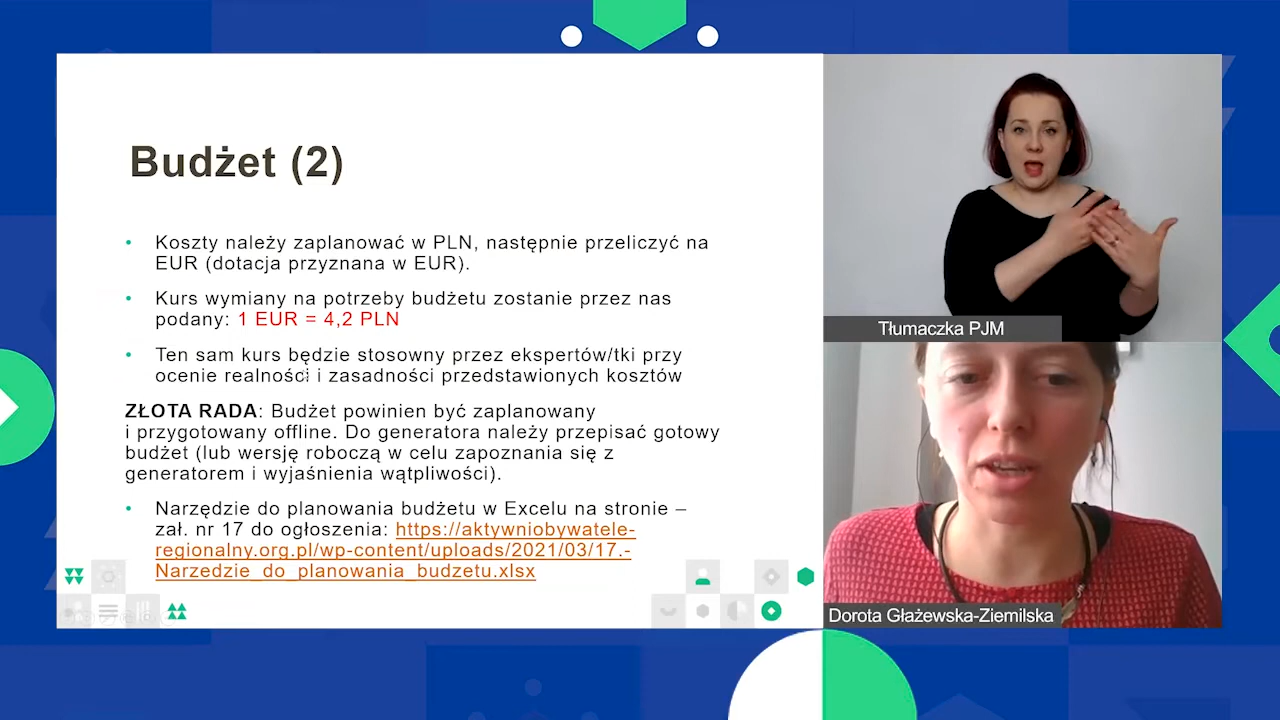 Budżet (2)
• Koszty należy zaplanować w PLN, następnie przeliczyć na
EUR (dotacja przyznana w EUR).
• Kurs wymiany na potrzeby budżetu zostanie przez nas
podany: 1 EUR = 4,2 PLN
• Ten sam kurs będzie stosowny przez ekspertów/tki przy
ocenie realności i zasadności przedstawionych kosztów
ZŁOTA RADA: Budżet powinien być zaplanowany
i przygotowany offline. Do generatora należy przepisać gotowy
budżet (lub wersję roboczą w celu zapoznania się z
generatorem i wyjaśnienia wątpliwości).
• Narzędzie do planowania budżetu w Excelu na stronie –
zał. nr 17 do ogłoszenia: https://aktywniobywatele-
regionalny.org.pl/wp-content/uploads/2021/03/17.-
Narzedzie_do_planowania_budzetu.xlsx
Tłumaczka PJM
Dorota Głażewska-Ziemilska